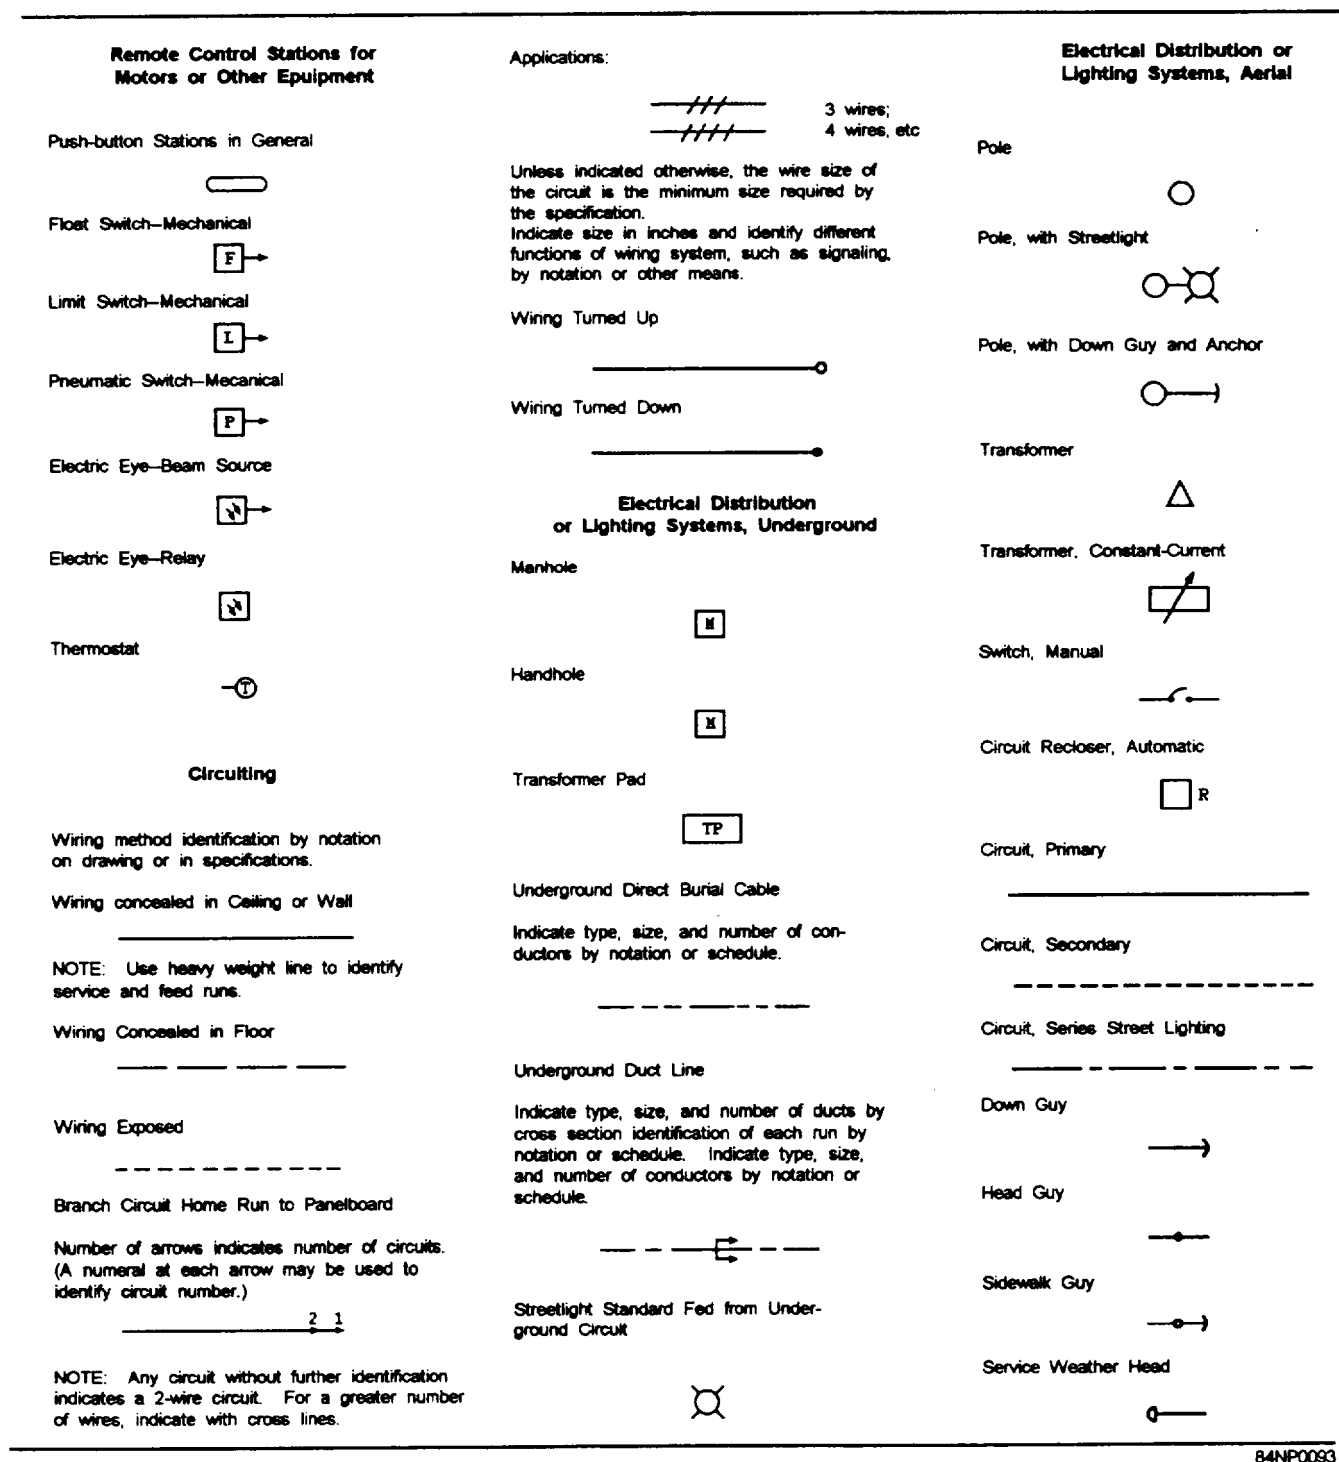 Remote Control Stations for
Motors or Other Epuipment
Push-button Stations in General
Float Switch—Mechanical
F
Limit Switch—Mechanical
L
Pneumatic Switch—Mecanical
P
Electric Eye—Beam Source
Electric Eye—Relay
Thermostat
T
Circuiting
Wiring method identification by notation
on drawing or in specifications.
Wiring concealed in Ceiling or Wall
NOTE: Use heavy weight line to identify
service and feed runs.
Wiring Concealed in Floor
Wiring Exposed
Branch Circuit Home Run to Panelboard
Number of arrows indicates number of circuits.
(A numeral at each arrow may be used to
identify circuit number.)
2 1
NOTE: Any circuit without further identification
indicates a 2-wire circuit. For a greater number
of wires, indicate with cross lines.
Applications:
3 wires;
4 wires, etc
Unless indicated otherwise, the wire size of
the circuit is the minimum size required by
the specification.
Indicate size in inches and identify different
functions of wiring system, such as signaling,
by notation or other means.
Wiring Turned Up
Wiring Turned Down
Electrical Distribution
or Lighting Systems, Underground
Manhole
M
Handhole
Transformer Pad
TP
Underground Direct Burial Cable
Indicate type, size, and number of con-
ductors by notation or schedule.
Underground Duct Line
Indicate type, size, and number of ducts by
cross section identification of each run by
notation or schedule. Indicate type, size,
and number of conductors by notation or
schedule.
Streetlight Standard Fed from Under-
ground Circuit
Electrical Distribution or
Lighting Systems, Aerial
Pole
Pole, with Streetlight
Pole, with Down Guy and Anchor
Transformer
Transformer, Constant-Current
Switch, Manual
Circuit Recloser, Automatic
R
Circuit, Primary
Circuit, Secondary
Circuit, Series Street Lighting
Down Guy
Head Guy
Sidewalk Guy
Service Weather Head
84NP0093